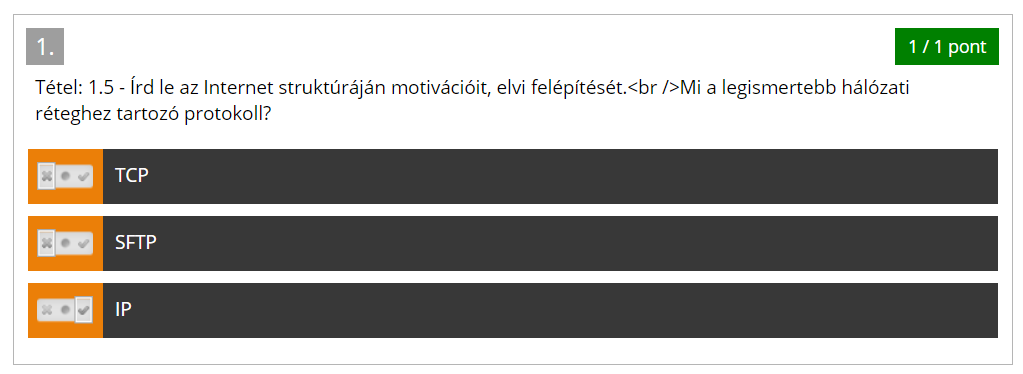 1.
1 / 1 pont
Tétel: 1.5 - Írd le az Internet struktúráján motivációit, elvi felépítését.<br />Mi a legismertebb hálózati
réteghez tartozó protokoll?
TCP
SFTP
IP